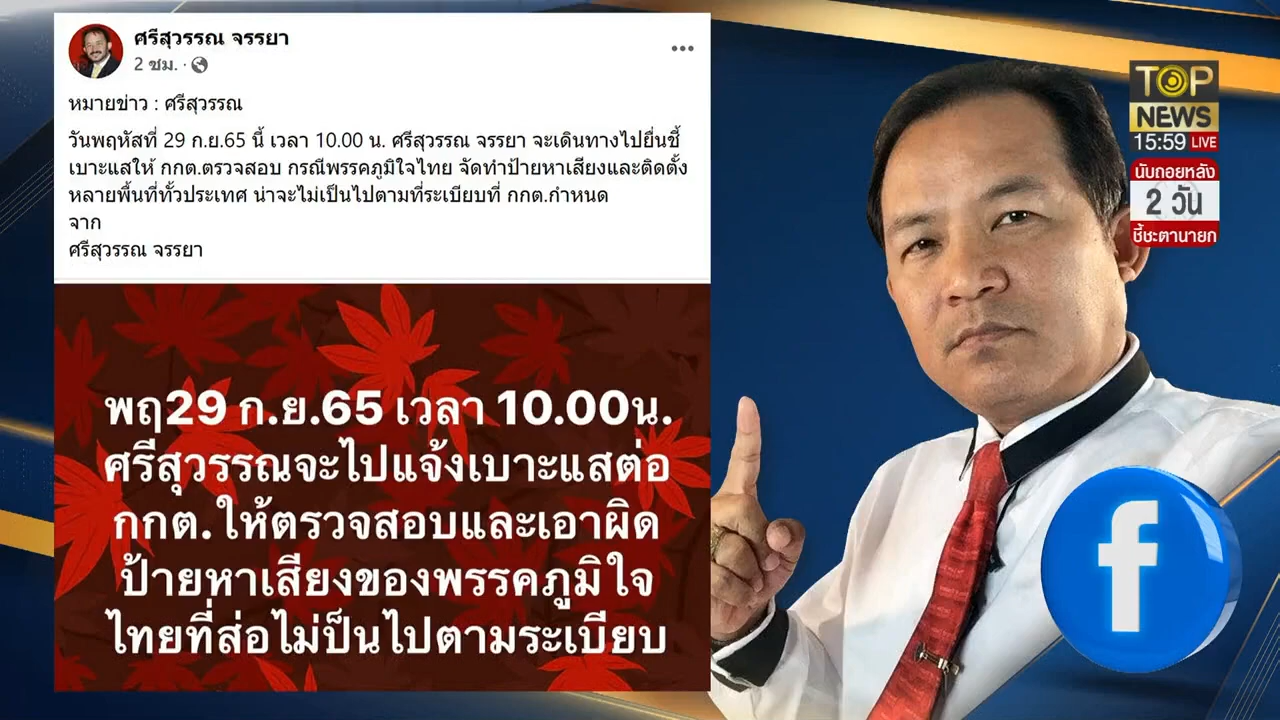 ศรีสุวรรณ จรรยา
2 ชม. ·
หมายข่าว : ศรีสุวรรณ
วันพฤหัสที่ 29 ก.ย.65 นี้ เวลา 10.00 น. ศรีสุวรรณ จรรยา จะเดินทางไปยื่นชี้
เบาะแสให้ กกต.ตรวจสอบ กรณีพรรคภูมิใจไทย จัดทำป้ายหาเสียงและติดตั้ง
หลายพื้นที่ทั่วประเทศ น่าจะไม่เป็นไปตามที่ระเบียบที่ กกต.กำหนด
จาก
ศรีสุวรรณ จรรยา
พฤ29 ก.ย.65 เวลา 10.00น.
ศรีสุวรรณจะไปแจ้งเบาะแสต่อ
กกต.ให้ตรวจสอบและเอาผิด
ป้ายหาเสียงของพรรคภูมิใจ
ไทยที่ส่อไม่ป็นไปตามระเบียบ
TOP
NEWS
15:59 LIVE
นับถอยหลัง
2 วัน
ชี้ชะตานายก
f